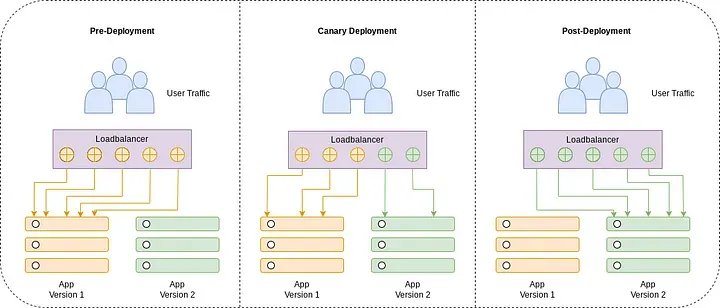 Pre-Deployment
User Traffic
Loadbalancer
App
Version 1
App
Version 2
Canary Deployment
User Traffic
Loadbalancer
App
Version 1
App
Version 2
Post-Deployment
User Traffic
Loadbalancer
App
Version 1
App
Version 2